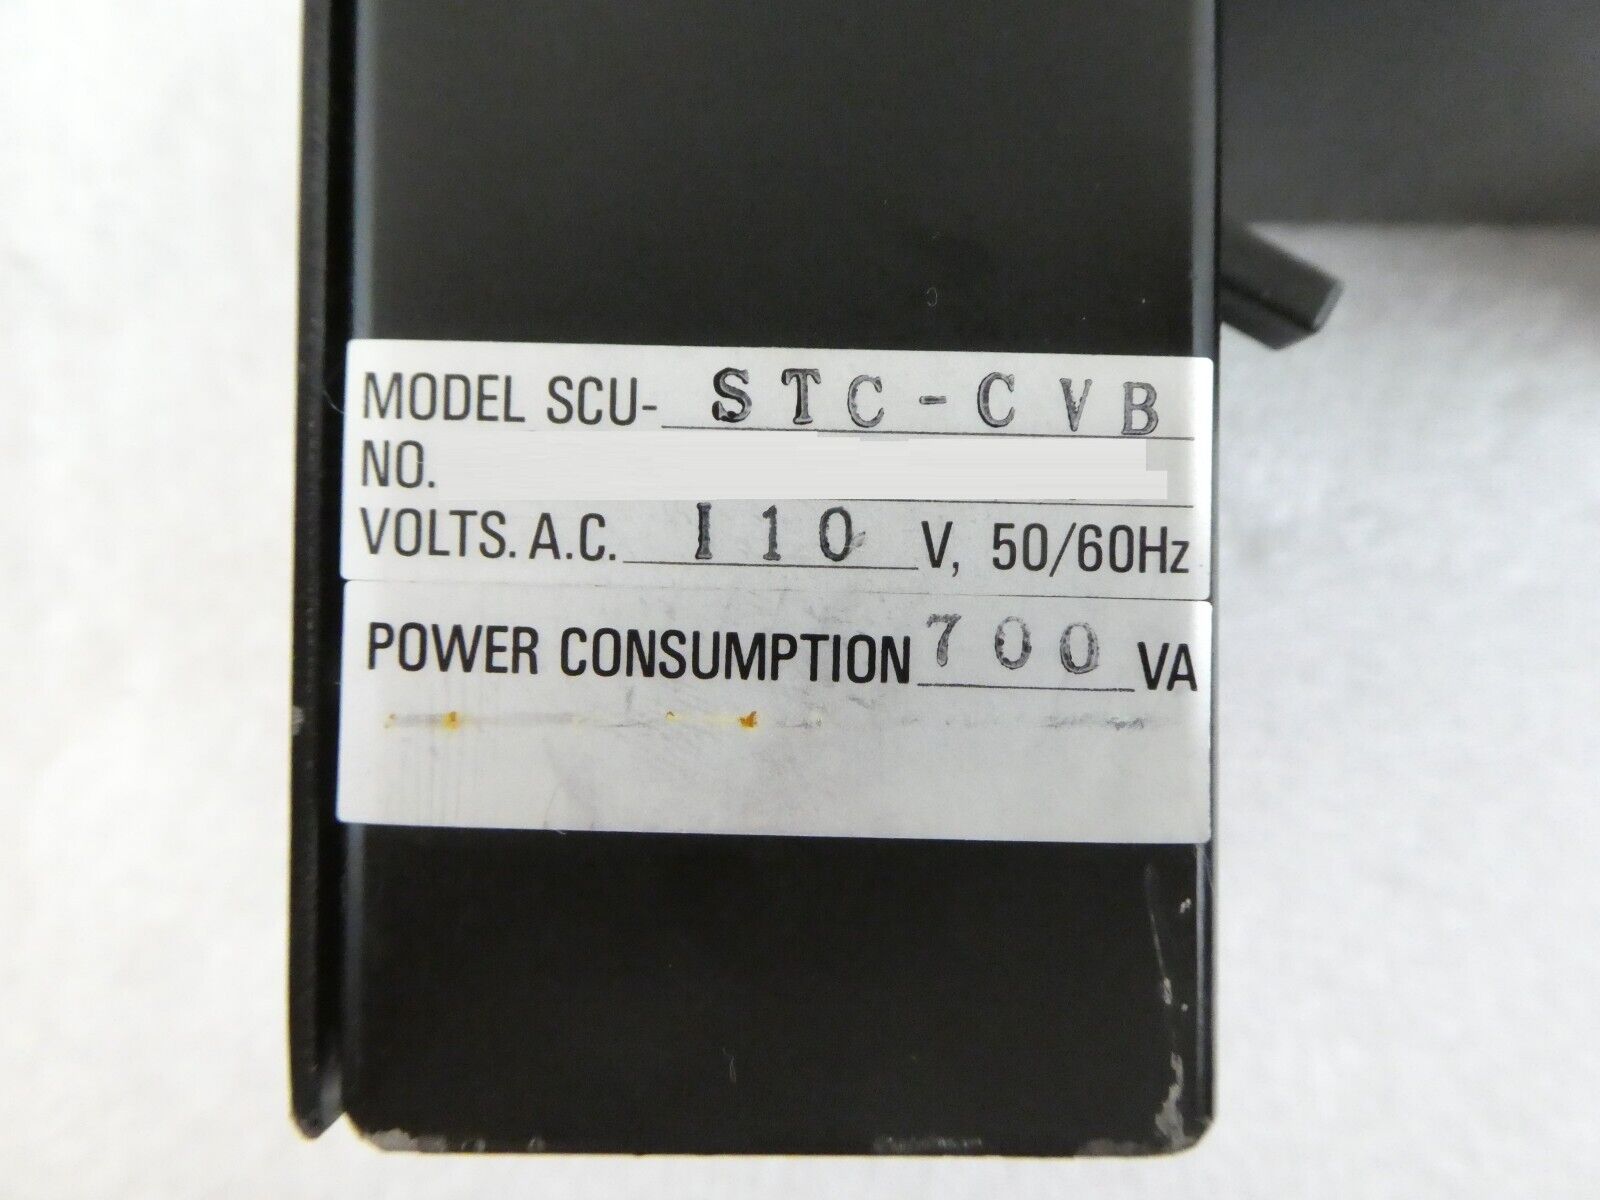 MODEL SCU- STC-CVB
NO.
VOLTS. A.C. 110 V, 50/60Hz
POWER CONSUMPTION 700 VA